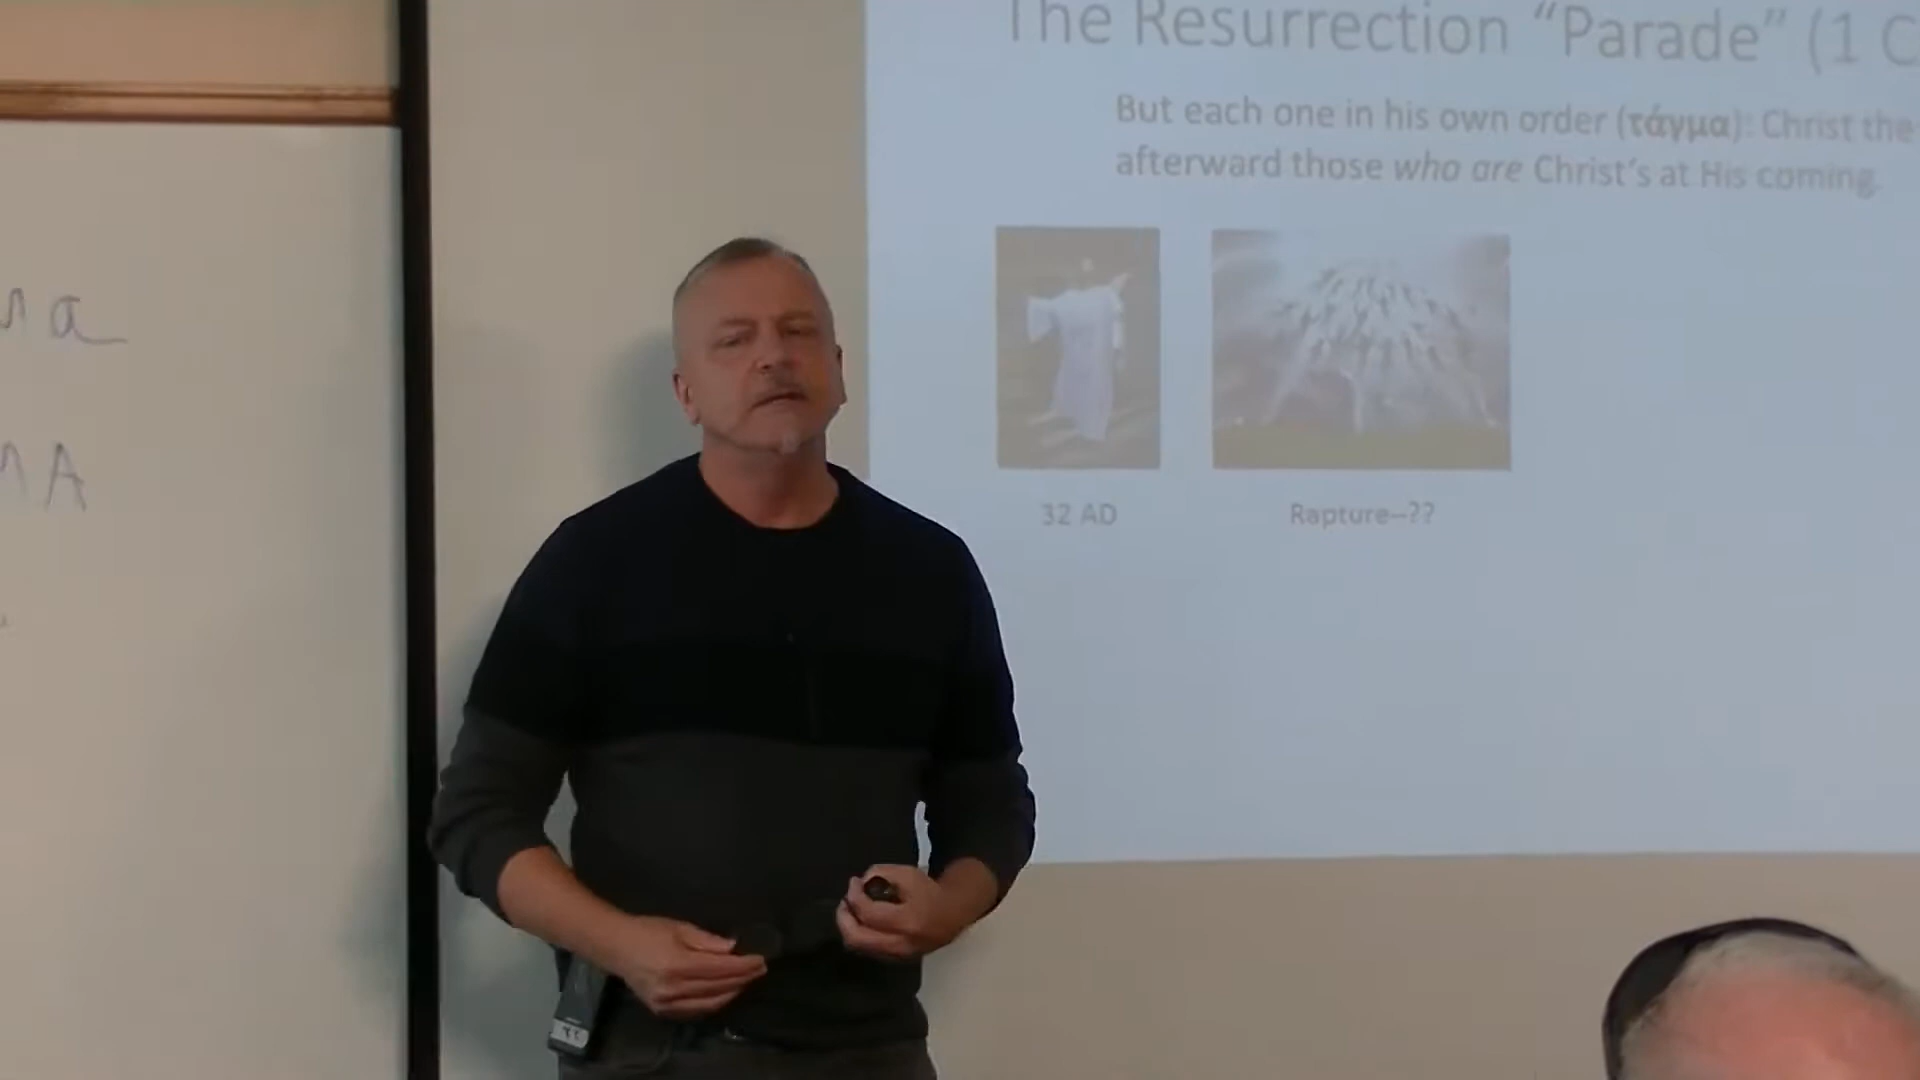 The Resurrection “Parade” (1 C
But each one in his own order (τάγμα): Christ the
afterward those who are Christ’s at His coming.
32 AD
Rapture--??